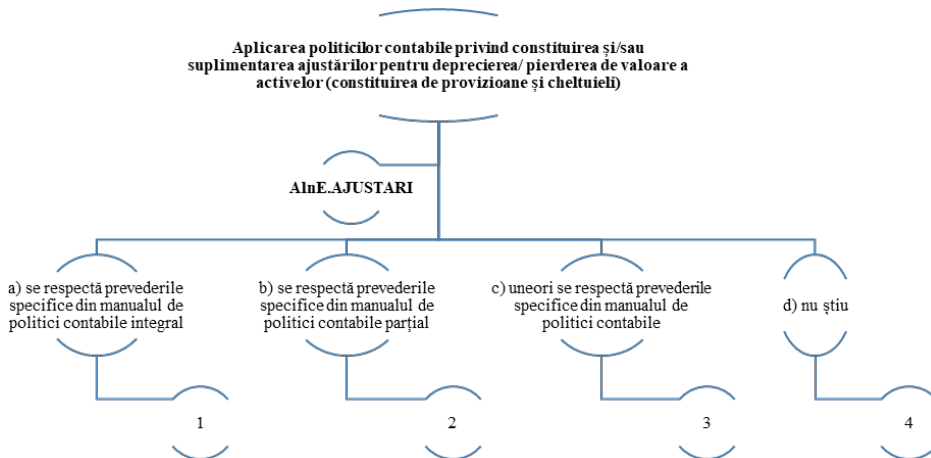 Aplicarea politicilor contabile privind constituirea și/sau
suplimentarea ajustărilor pentru deprecierea/ pierderea de valoare a
activelor (constituirea de provizioane și cheltuieli)
AlnE.AJUSTARI
a) se respectă prevederile
specifice din manualul de
politici contabile integral
b) se respectă prevederile
specifice din manualul de
politici contabile parțial
c) uneori se respectă prevederile
specifice din manualul de
politici contabile
d) nu știu
1
2
3
4